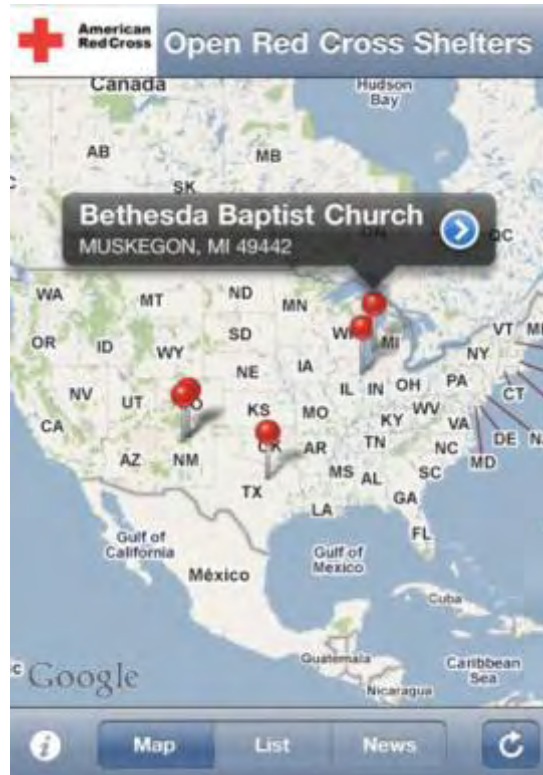 American
Red Cross
Open Red Cross Shelters
Canada
Hudson
Bay
AB
MB
SK
Bethesda Baptist Church
MUSKEGON, MI 49442
ON
QC
WA
MT
ND
MN
OR
ID
SD
WI
MI
VT
WY
NY
NE
IA
NV
UT
IL
IN
OH
PA
CT
CA
KS
MO
KY
WV
VA
DE
AZ
NM
OK
AR
TN
NC
MD
TX
MS
AL
SC
LA
GA
FL
Gulf of
California
Gulf of
Mexico
México
Cuba
Guatemala
Caribbean
Sea
Nicaragua
Google
i
Map
List
News